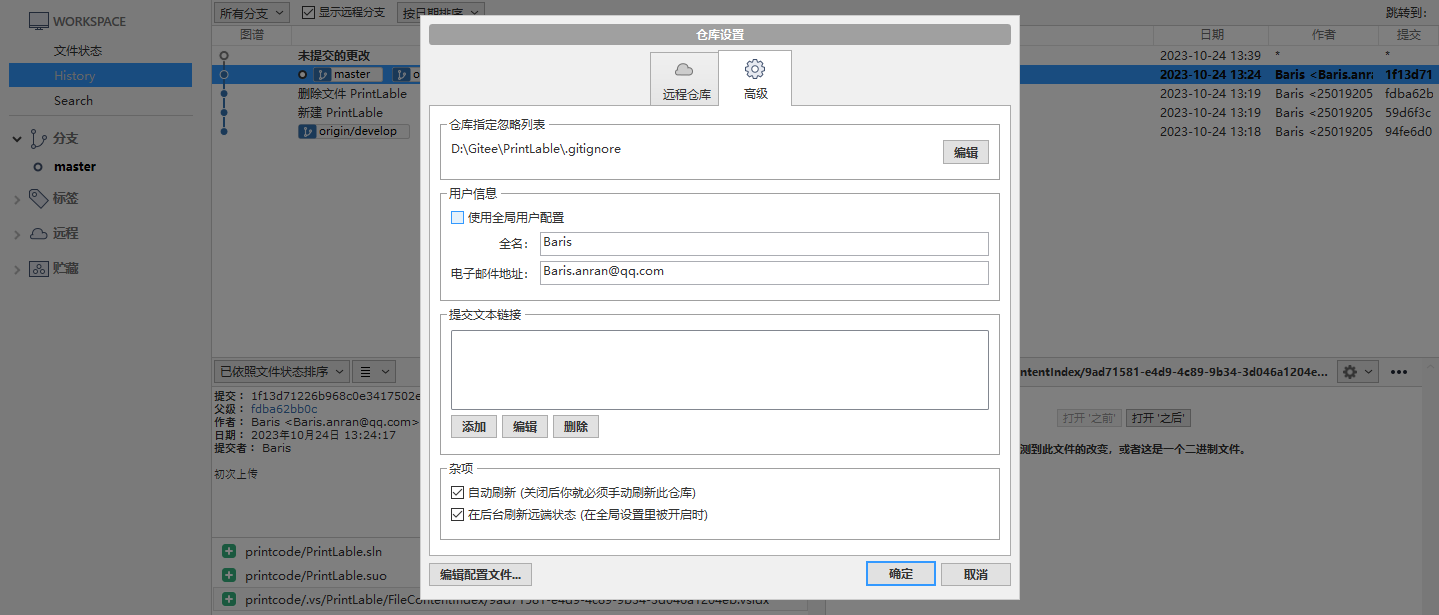 WORKSPACE
文件状态
History
Search
分支
master
标签
远程
贮藏
所有分支
显示远程分支
按日期排序
跳转到:
图谱
日期
作者
提交
未提交的更改
2023-10-24 13:39
*
*
master
2023-10-24 13:24
Baris <Baris.anra
1f13d71
删除文件 PrintLable
2023-10-24 13:19
Baris <25019205
fdba62b
新建 PrintLable
2023-10-24 13:19
Baris <25019205
59d6f3c
origin/develop
2023-10-24 13:18
Baris <25019205
94fe6d0
仓库设置
远程仓库
高级
仓库指定忽略列表
D:\Gitee\PrintLable\.gitignore
编辑
用户信息
使用全局用户配置
全名:
Baris
电子邮件地址:
Baris.anran@qq.com
提交文本链接
添加
编辑
删除
杂项
自动刷新 (关闭后你就必须手动刷新此仓库)
在后台刷新远端状态 (在全局设置里被开启时)
编辑配置文件...
确定
取消
已依照文件状态排序
提交: 1f13d71226b968c0e3417502e
父级: fdba62bb0c
作者: Baris <Baris.anran@qq.com>
日期: 2023年10月24日 13:24:17
提交者: Baris
初次上传
printcode/PrintLable.sln
printcode/PrintLable.suo
printcode/.vs/PrintLable/FileContentIndex/9ad71581-e4d9-4c89-9b34-3d046a1204eb.vsidx
ntentIndex/9ad71581-e4d9-4c89-9b34-3d046a1204e...
打开 '之前'
打开 '之后'
测到此文件的改变，或者这是一个二进制文件。